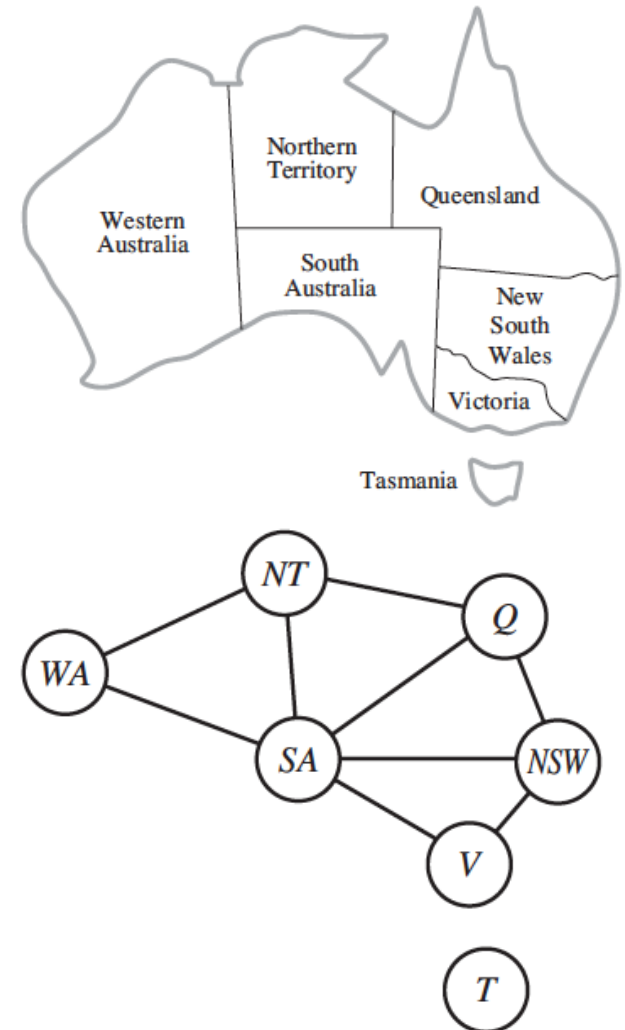 Northern
Territory
Queensland
Western
Australia
South
Australia
New
South
Wales
Victoria
Tasmania
NT
Q
WA
SA
NSW
V
T